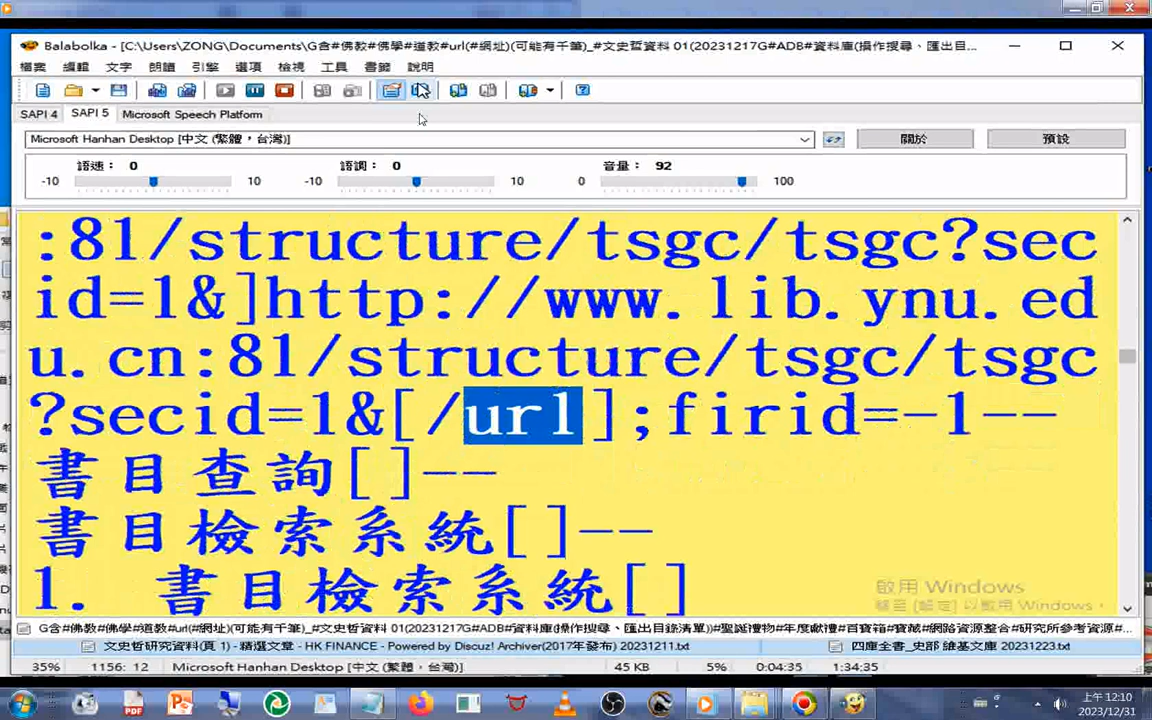 Balabolka - [C:\Users\ZONG\Documents\G含#佛教#佛學#道教#url(#網址)(可能有千筆)_#文史哲資料 01(20231217G#ADB#資料庫(操作搜尋、匯出目...
檔案 編輯 文字 朗讀 引擎 選項 檢視 工具 書籤 說明
SAPI 4 SAPI 5 Microsoft Speech Platform
Microsoft Hanhan Desktop [中文 (繁體，台灣)] 關於 預設
語速： 0 語調： 0 音量： 92
-10 10 -10 10 0 100
:81/structure/tsgc/tsgc?sec
id=1&]http://www.lib.ynu.ed
u.cn:81/structure/tsgc/tsgc
?secid=1&[/url];firid=-1--
書目查詢[]--
書目檢索系統[]--
1. 書目檢索系統[]
啟用 Windows
移至 [設定] 以啟用 Windows。
G含#佛教#佛學#道教#url(#網址)(可能有千筆)_#文史哲資料 01(20231217G#ADB#資料庫(操作搜尋、匯出目錄清單))#聖誕禮物#年度獻禮#百寶箱#寶藏#網路資源整合#研究所參考資源#...
文史哲研究資料(頁 1) - 精選文章 - HK FINANCE - Powered by Discuz! Archiver(2017年發布) 20231211.txt 四庫全書_史部 維基文庫 20231223.txt
35% 1156: 12 Microsoft Hanhan Desktop [中文 (繁體，台灣)] 45 KB 5% 0:04:35 1:34:35
上午 12:10
2023/12/31